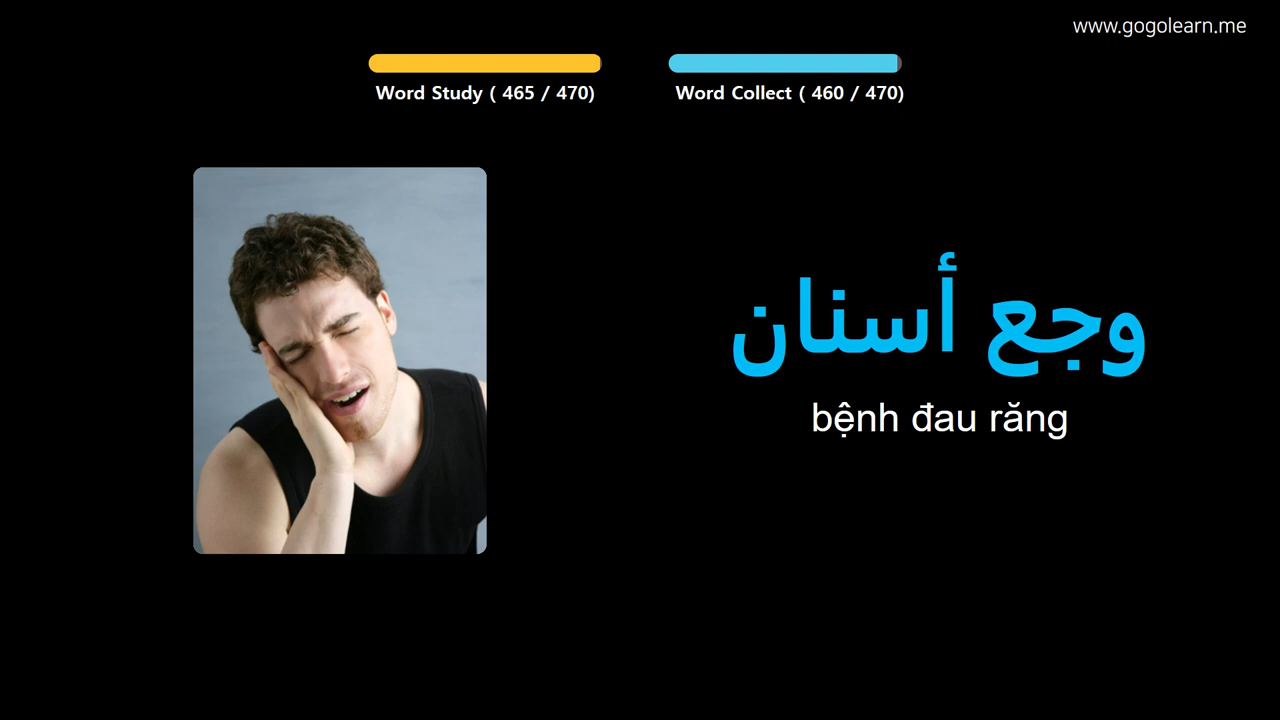 www.gogolearn.me
Word Study ( 465 / 470)
Word Collect ( 460 / 470)
وجع أسنان
bệnh đau răng